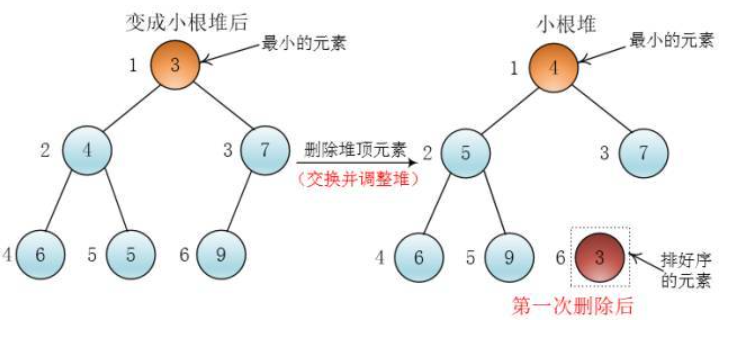 变成小根堆后
小根堆
1 3 最小的元素
1 4 最小的元素
2 4 3 7
删除堆顶元素
(交换并调整堆)
2 5 3 7
4 6 5 5 6 9
4 6 5 9 6 3
排好序
的元素
第一次删除后